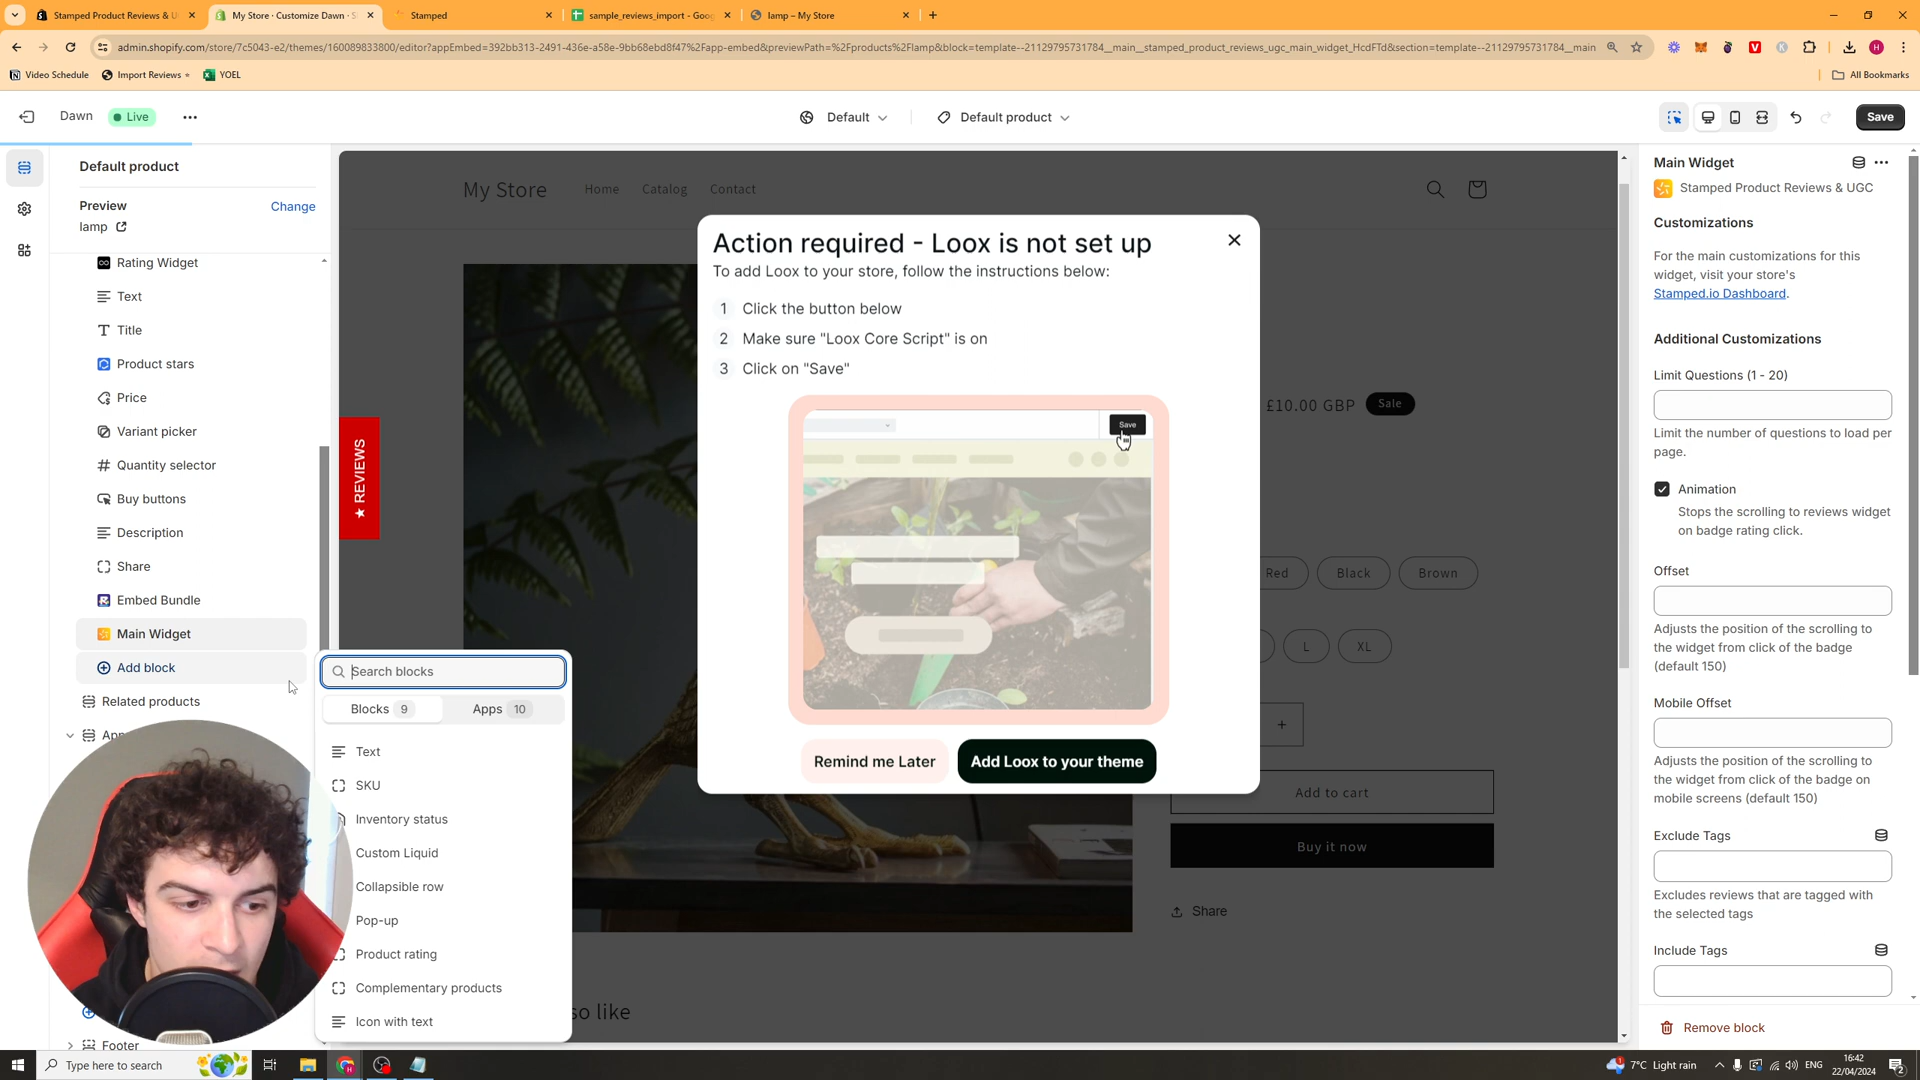 Stamped Product Reviews & U
My Store · Customize Dawn · S
Stamped
sample_reviews_import - Goog
lamp – My Store
admin.shopify.com/store/7c5043-e2/themes/160089833800/editor?appEmbed=392bb313-2491-436e-a58e-9bb68ebd8f47%2Fapp-embed&previewPath=%2Fproducts%2Flamp&block=template--21129795731784__main__stamped_product_reviews_ugc_main_widget_HcdFTd&section=template--21129795731784__main
Video Schedule
Import Reviews
YOEL
All Bookmarks
Dawn
Live
Default
Default product
Save
Default product
Preview
Change
lamp
Rating Widget
Text
Title
Product stars
Price
Variant picker
Quantity selector
Buy buttons
Description
Share
Embed Bundle
Main Widget
Add block
Related products
Footer
Search blocks
Blocks 9
Apps 10
Text
SKU
Inventory status
Custom Liquid
Collapsible row
Pop-up
Product rating
Complementary products
Icon with text
My Store
Home
Catalog
Contact
★ REVIEWS
Action required - Loox is not set up
To add Loox to your store, follow the instructions below:
1 Click the button below
2 Make sure "Loox Core Script" is on
3 Click on "Save"
Save
Remind me Later
Add Loox to your theme
£10.00 GBP
Sale
Red
Black
Brown
L
XL
+
Add to cart
Buy it now
Share
so like
Main Widget
Stamped Product Reviews & UGC
Customizations
For the main customizations for this
widget, visit your store's
Stamped.io Dashboard.
Additional Customizations
Limit Questions (1 - 20)
Limit the number of questions to load per
page.
Animation
Stops the scrolling to reviews widget
on badge rating click.
Offset
Adjusts the position of the scrolling to
the widget from click of the badge
(default 150)
Mobile Offset
Adjusts the position of the scrolling to
the widget from click of the badge on
mobile screens (default 150)
Exclude Tags
Excludes reviews that are tagged with
the selected tags
Include Tags
Remove block
Type here to search
7°C Light rain
ENG
16:42
22/04/2024